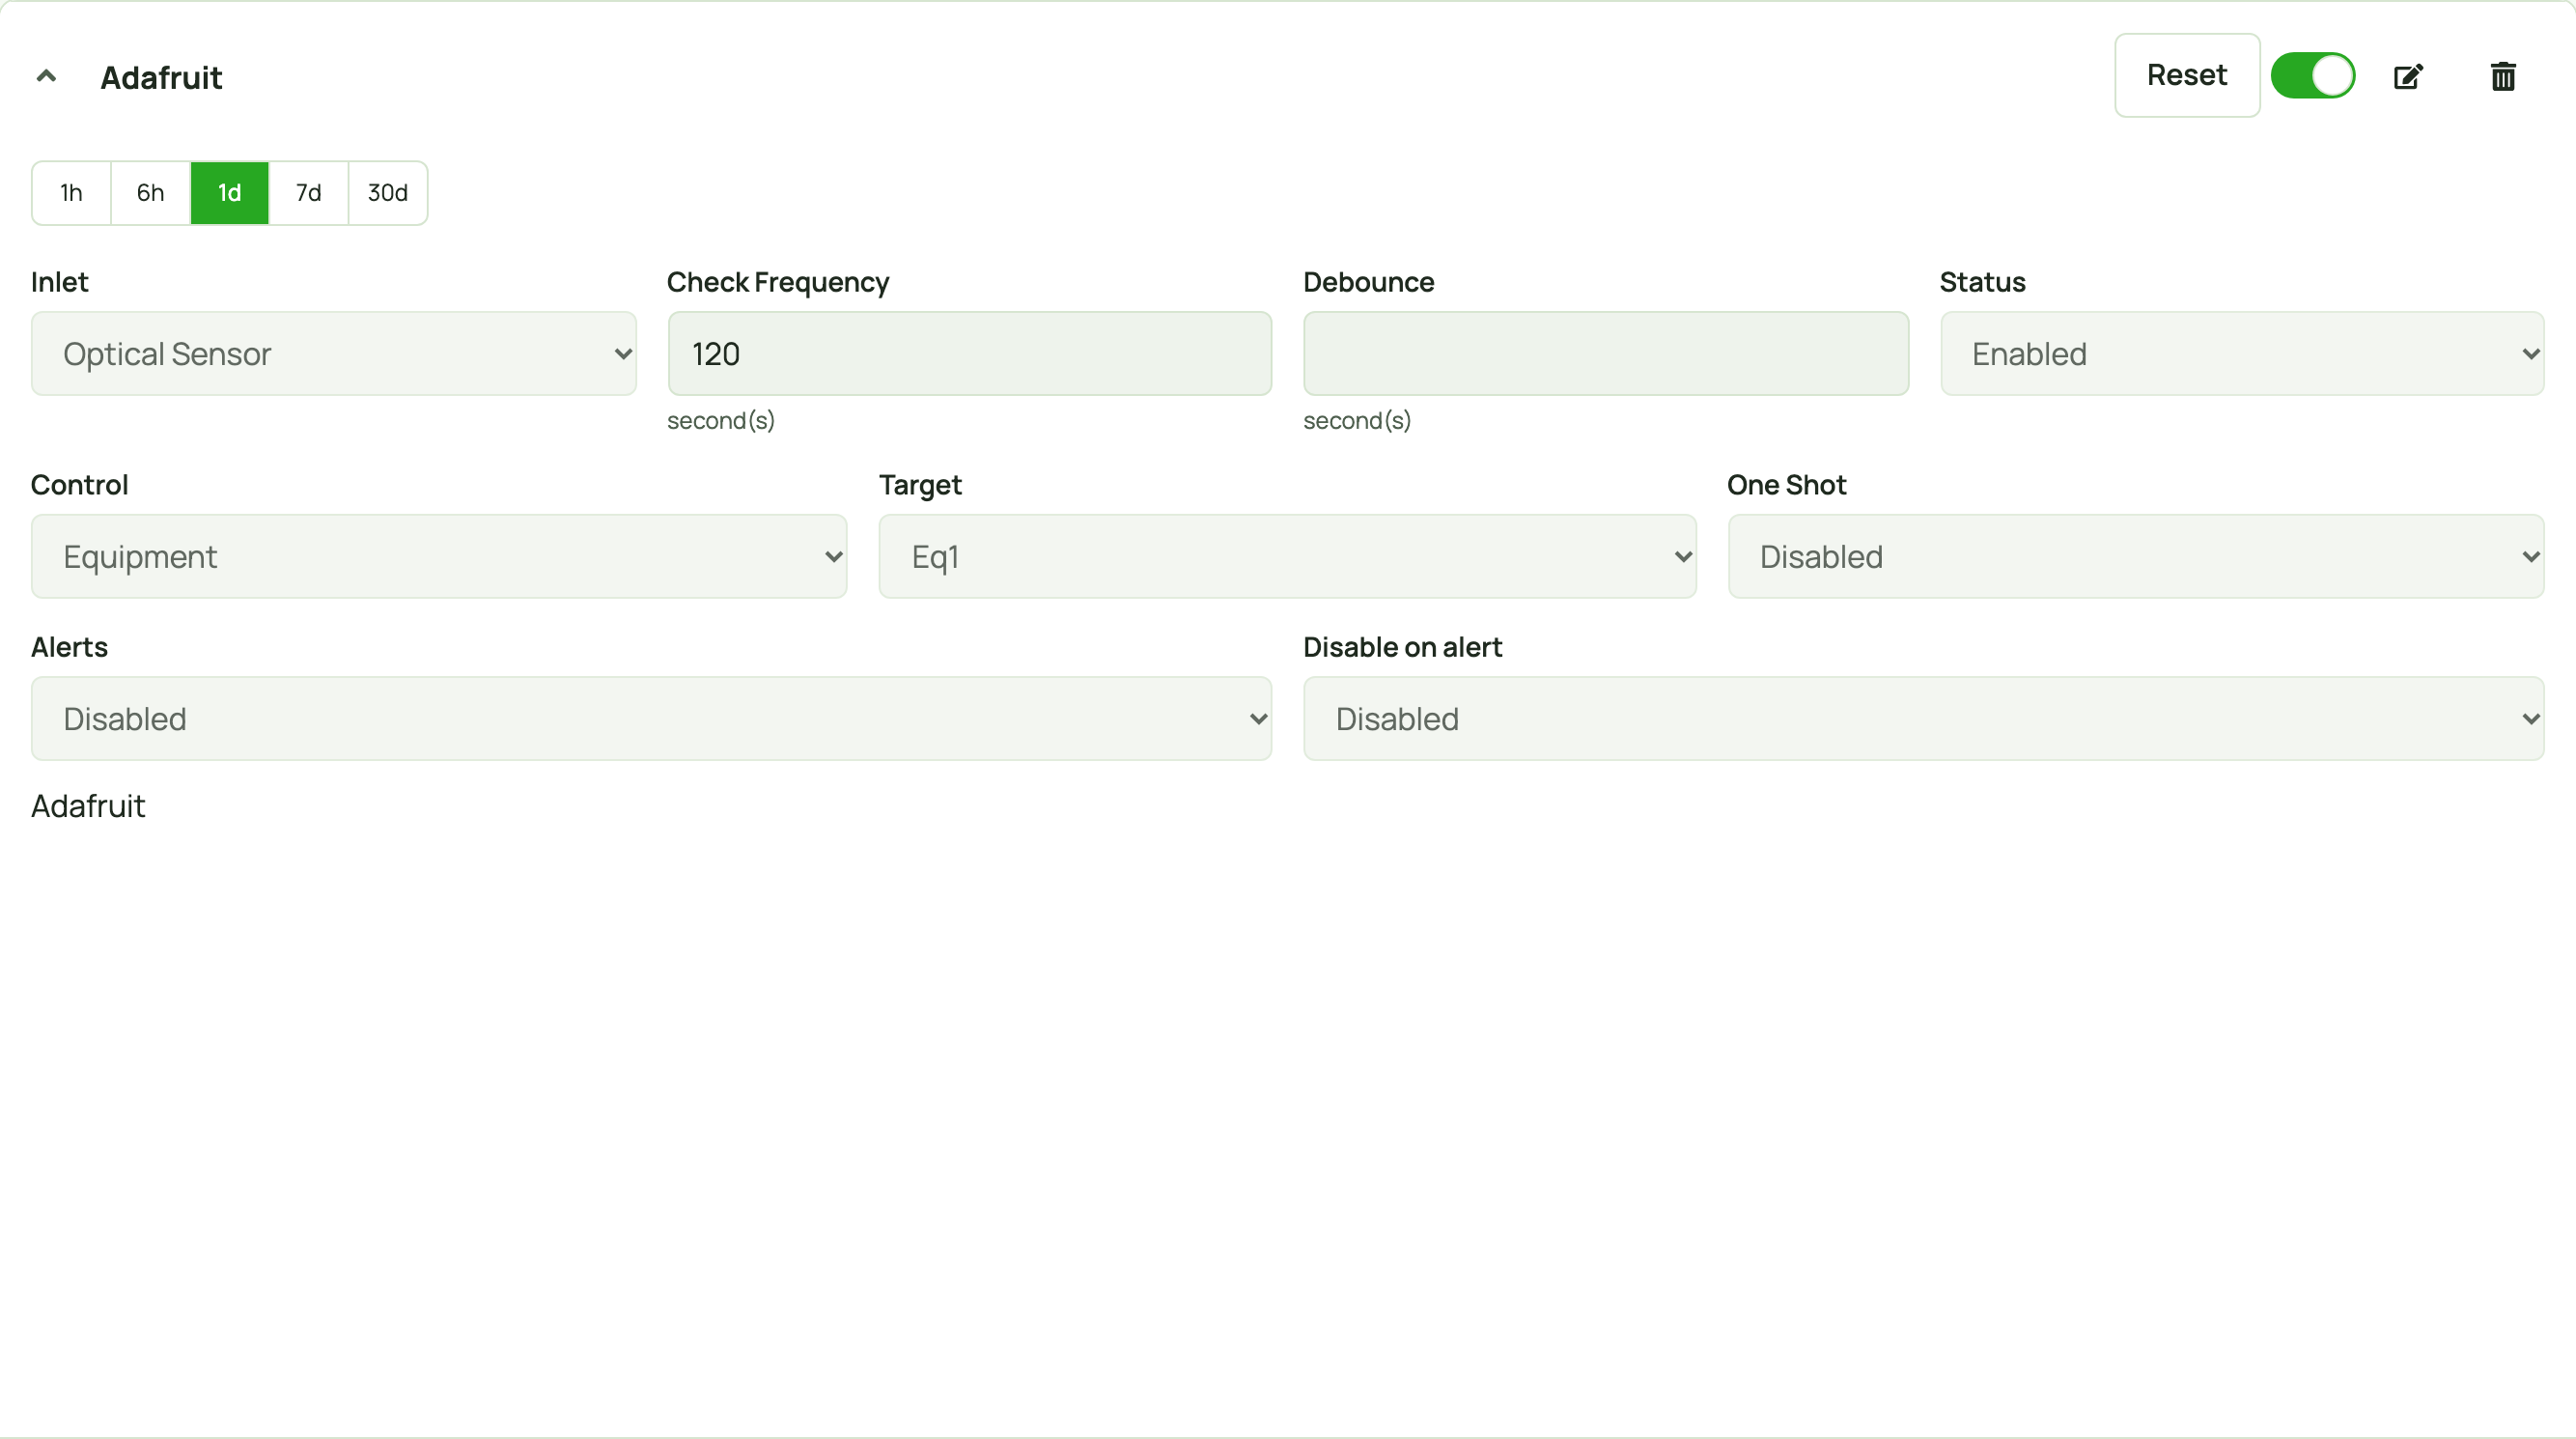 Adafruit
Reset
1h 6h 1d 7d 30d
Inlet Check Frequency Debounce Status
Optical Sensor 120 Enabled
second(s) second(s)
Control Target One Shot
Equipment Eq1 Disabled
Alerts Disable on alert
Disabled Disabled
Adafruit